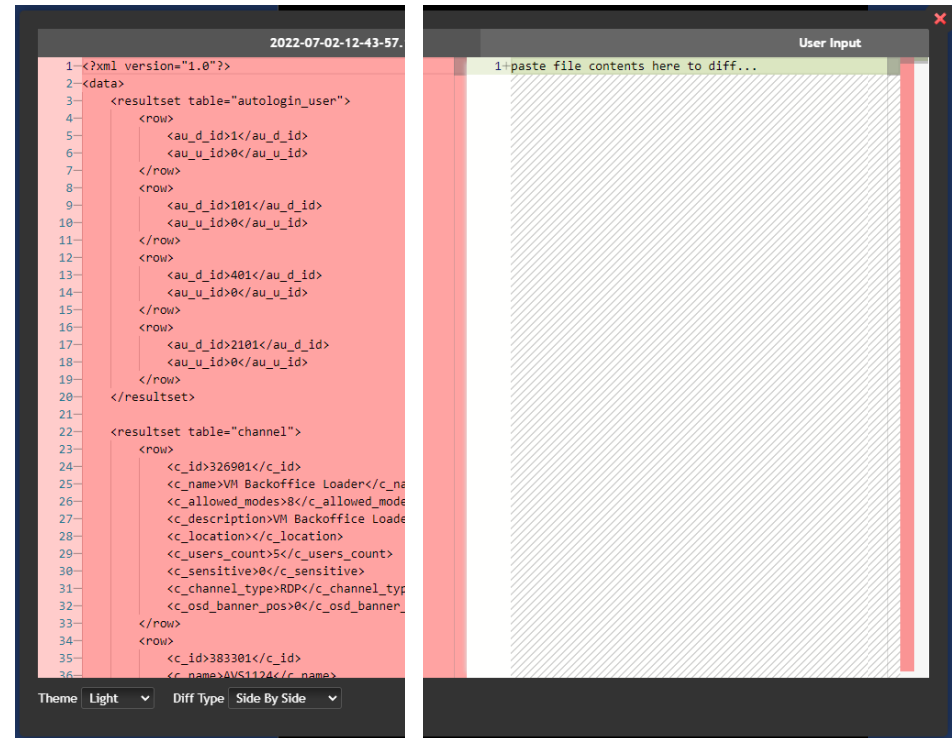 2022-07-02-12-43-57.
User Input
1 <?xml version="1.0"?>
2 <data>
3 <resultset table="autologin_user">
4 <row>
5 <au_d_id>1</au_d_id>
6 <au_u_id>0</au_u_id>
7 </row>
8 <row>
9 <au_d_id>101</au_d_id>
10 <au_u_id>0</au_u_id>
11 </row>
12 <row>
13 <au_d_id>401</au_d_id>
14 <au_u_id>0</au_u_id>
15 </row>
16 <row>
17 <au_d_id>2101</au_d_id>
18 <au_u_id>0</au_u_id>
19 </row>
20 </resultset>
21
22 <resultset table="channel">
23 <row>
24 <c_id>326901</c_id>
25 <c_name>VM Backoffice Loader</c_na
26 <c_allowed_modes>8</c_allowed_mode
27 <c_description>VM Backoffice Loade
28 <c_location></c_location>
29 <c_users_count>5</c_users_count>
30 <c_sensitive>0</c_sensitive>
31 <c_channel_type>RDP</c_channel_typ
32 <c_osd_banner_pos>0</c_osd_banner_
33 </row>
34 <row>
35 <c_id>383301</c_id>
36 <c_name>AVS1124</c_name>
1+paste file contents here to diff...
Theme Light Diff Type Side By Side